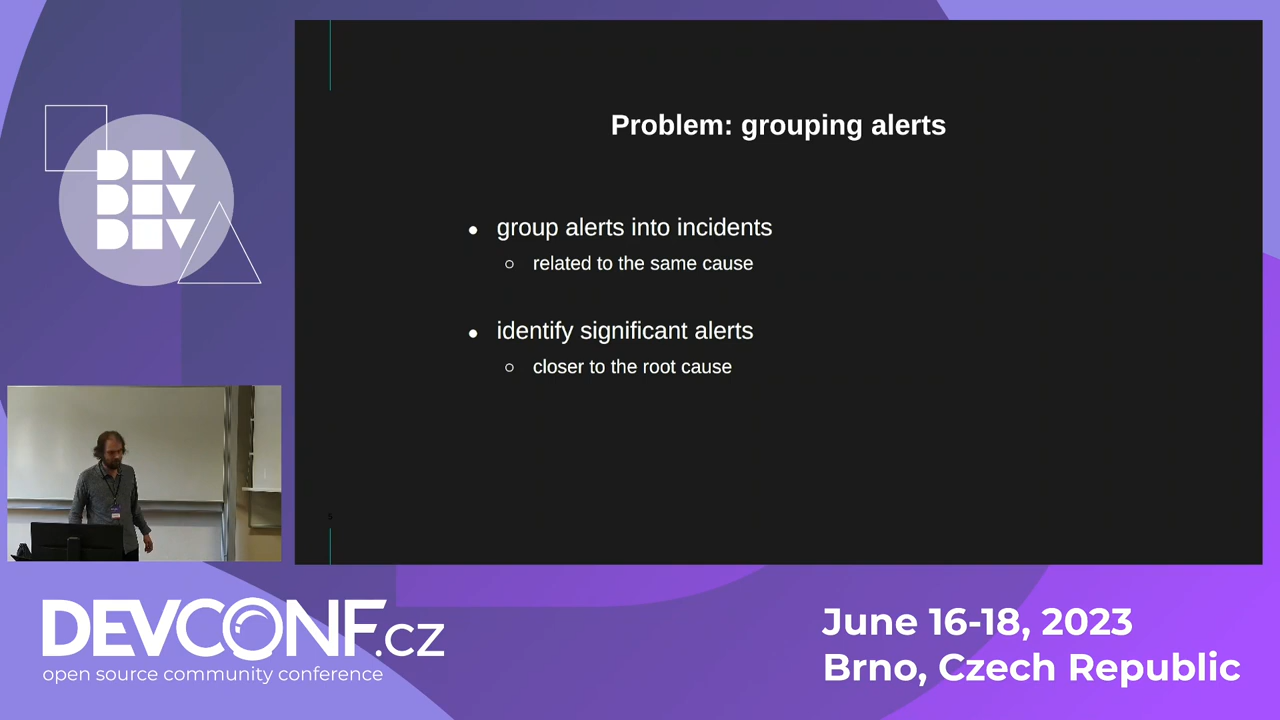 DEV
DEV
DEV
Problem: grouping alerts
● group alerts into incidents
○ related to the same cause
● identify significant alerts
○ closer to the root cause
5
DEVCONF.cz
open source community conference
June 16-18, 2023
Brno, Czech Republic